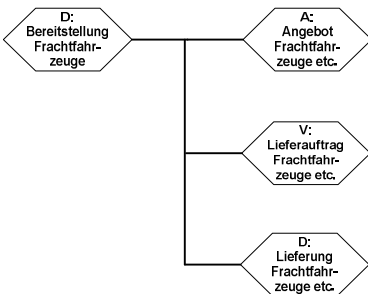 D:
Bereitstellung
Frachtfahr-
zeuge
A:
Angebot
Frachtfahr-
zeuge etc.
V:
Lieferauftrag
Frachtfahr-
zeuge etc.
D:
Lieferung
Frachtfahr-
zeuge etc.